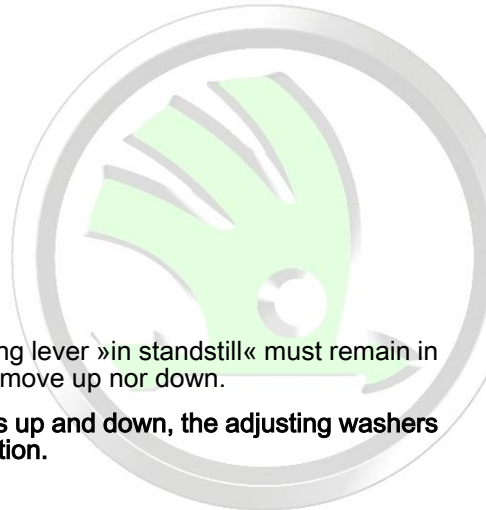 ng lever »in standstill« must remain in
move up nor down.
s up and down, the adjusting washers
tion.